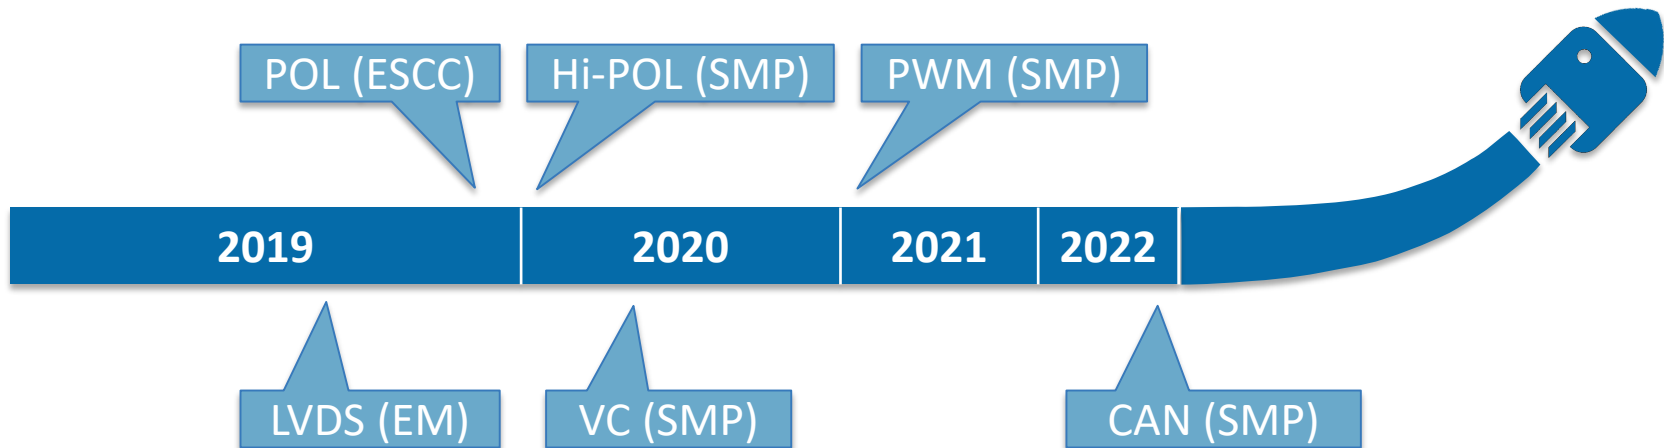 POL (ESCC)
Hi-POL (SMP)
PWM (SMP)
2019
2020
2021
2022
LVDS (EM)
VC (SMP)
CAN (SMP)